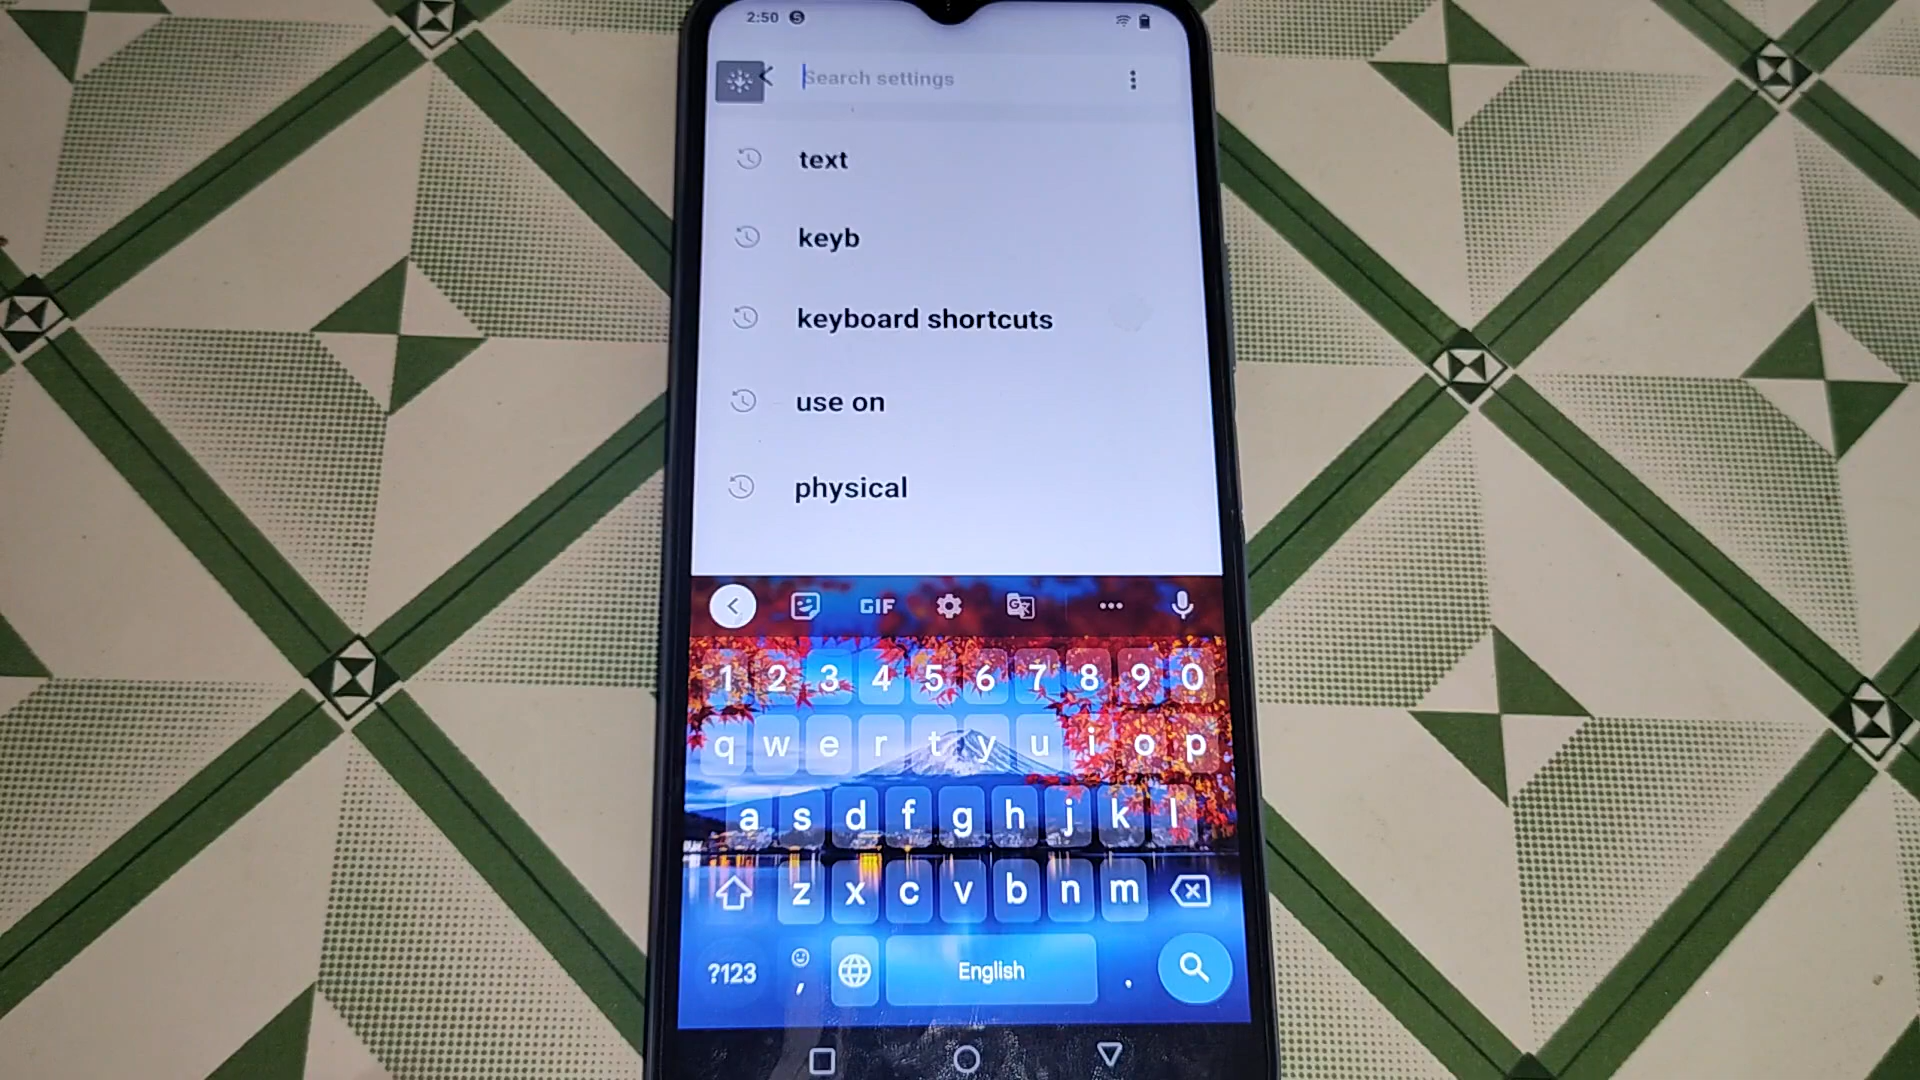 2:50
Search settings
text
keyb
keyboard shortcuts
use on
physical
GIF
1 2 3 4 5 6 7 8 9 0
q w e r t y u i o p
a s d f g h j k l
z x c v b n m
?123 , English .